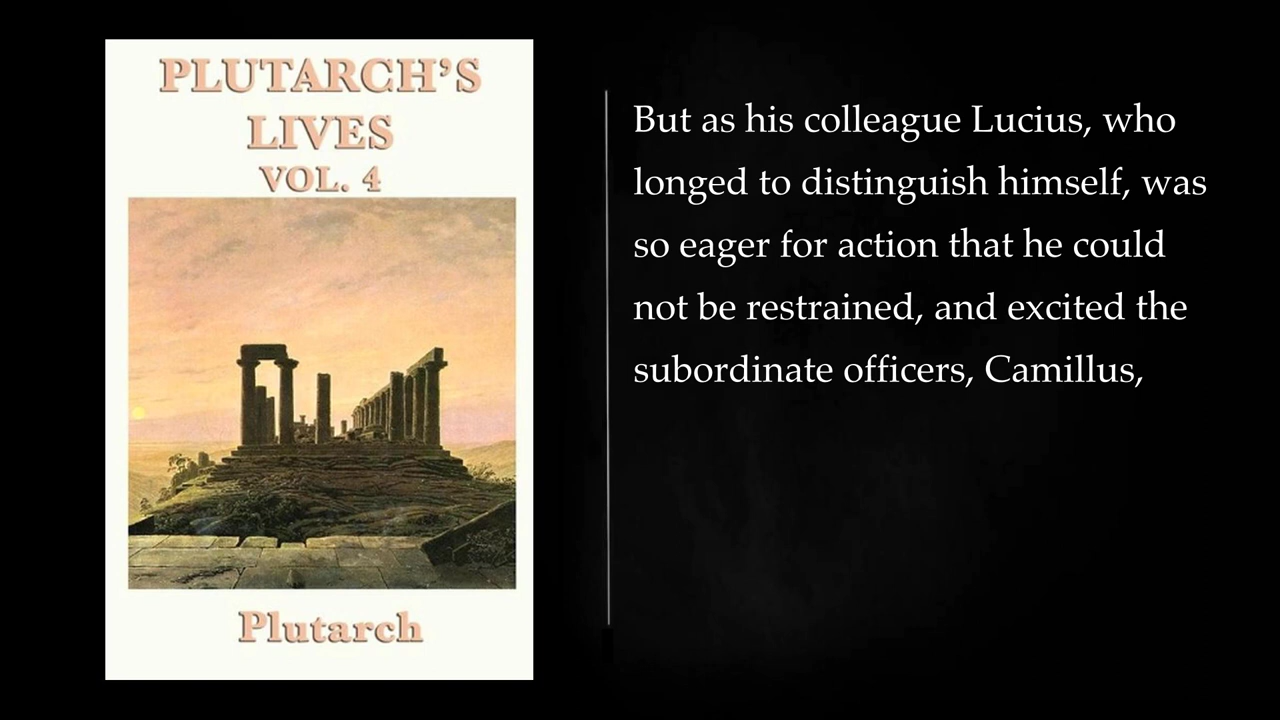 PLUTARCH'S
LIVES
VOL. 4
Plutarch
But as his colleague Lucius, who
longed to distinguish himself, was
so eager for action that he could
not be restrained, and excited the
subordinate officers, Camillus,